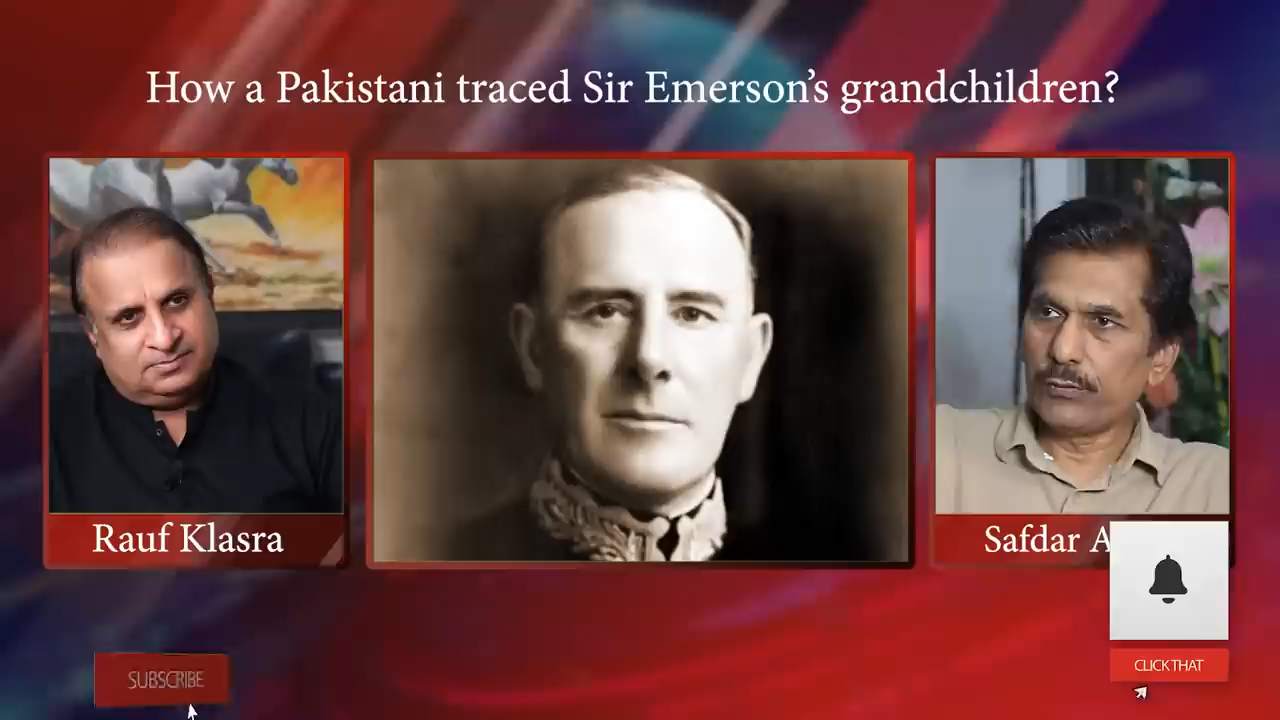 How a Pakistani traced Sir Emerson's grandchildren?
Rauf Klasra
Safdar A
SUBSCRIBE
CLICK THAT